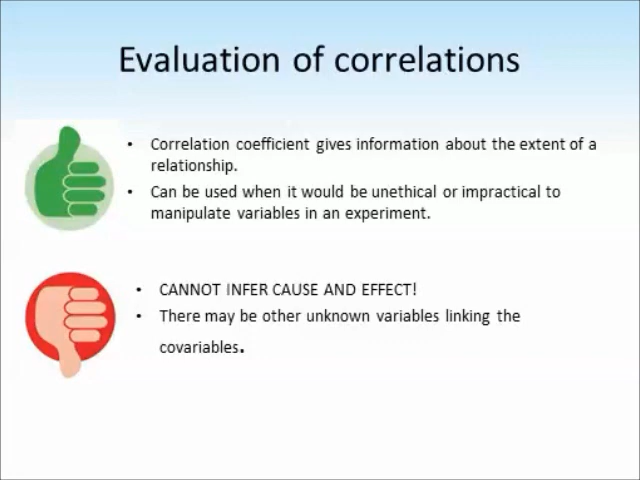 Evaluation of correlations
• Correlation coefficient gives information about the extent of a
relationship.
• Can be used when it would be unethical or impractical to
manipulate variables in an experiment.
• CANNOT INFER CAUSE AND EFFECT!
• There may be other unknown variables linking the
covariables.